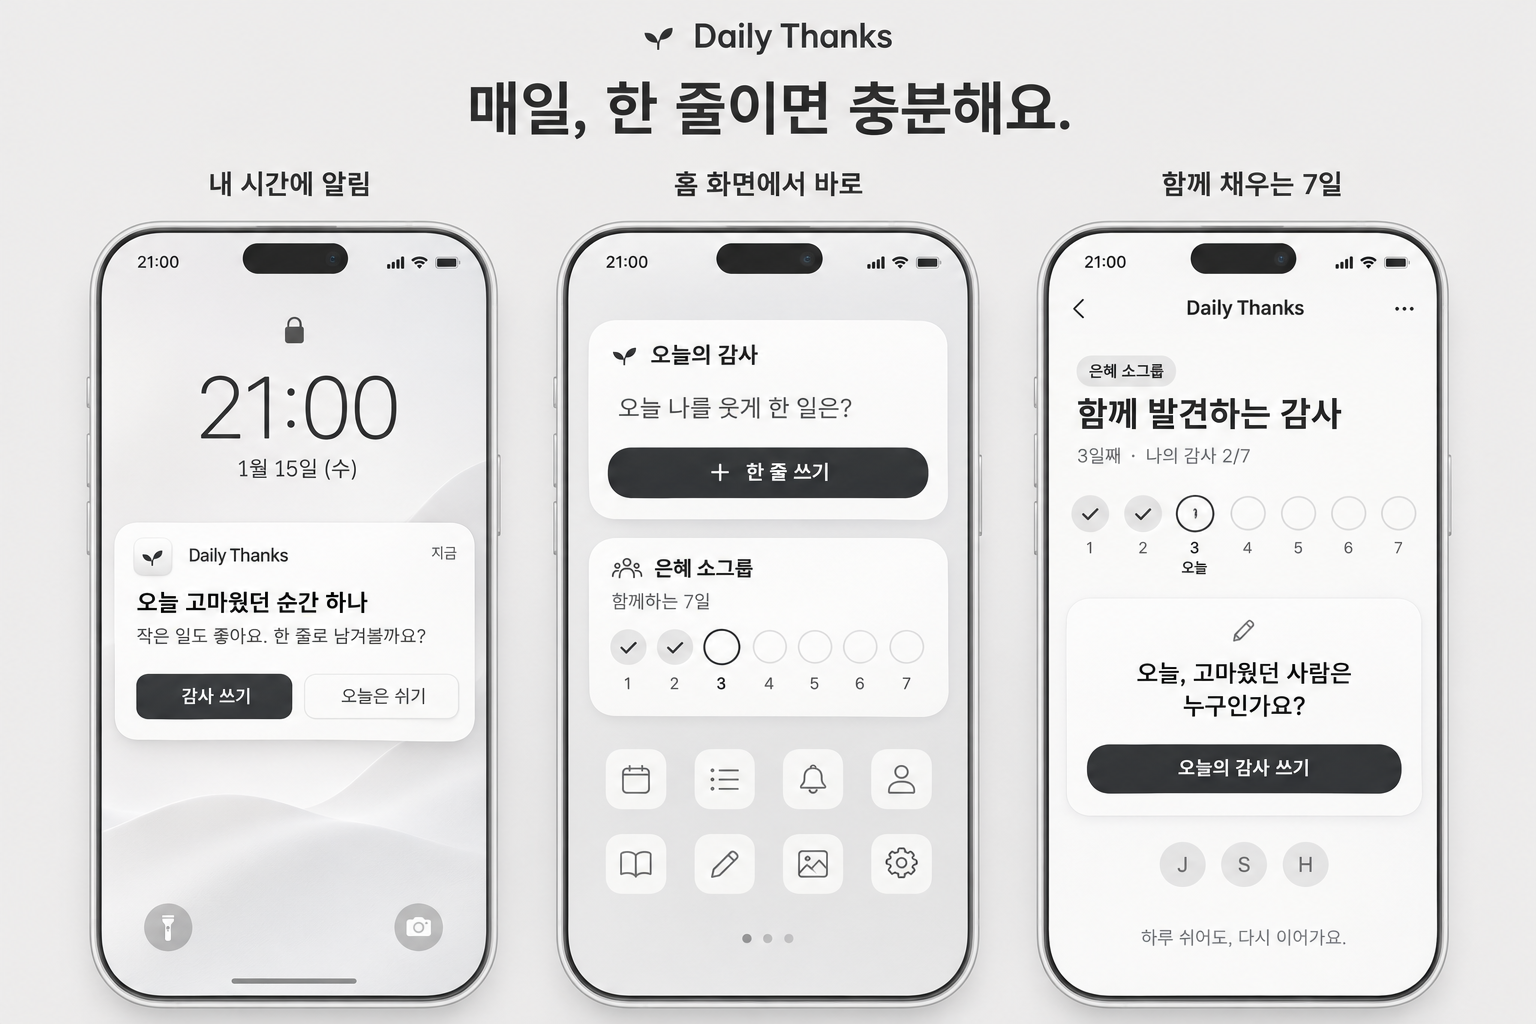 Daily Thanks
매일, 한 줄이면 충분해요.
내 시간에 알림
21:00
21:00
1월 15일 (수)
Daily Thanks
지금
오늘 고마웠던 순간 하나
작은 일도 좋아요. 한 줄로 남겨볼까요?
감사 쓰기
오늘은 쉬기
홈 화면에서 바로
21:00
오늘의 감사
오늘 나를 웃게 한 일은?
+ 한 줄 쓰기
은혜 소그룹
함께하는 7일
1 2 3 4 5 6 7
함께 채우는 7일
21:00
Daily Thanks
은혜 소그룹
함께 발견하는 감사
3일째 · 나의 감사 2/7
1 2 3 4 5 6 7
오늘
오늘, 고마웠던 사람은
누구인가요?
오늘의 감사 쓰기
J S H
하루 쉬어도, 다시 이어가요.